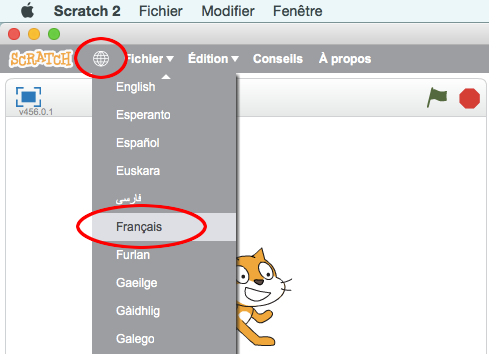 Scratch 2 Fichier Modifier Fenêtre
SCRATCH Fichier Édition Conseils À propos
v456.0.1
English
Esperanto
Español
Euskara
فارسی
Français
Furlan
Gaeilge
Gàidhlig
Galego